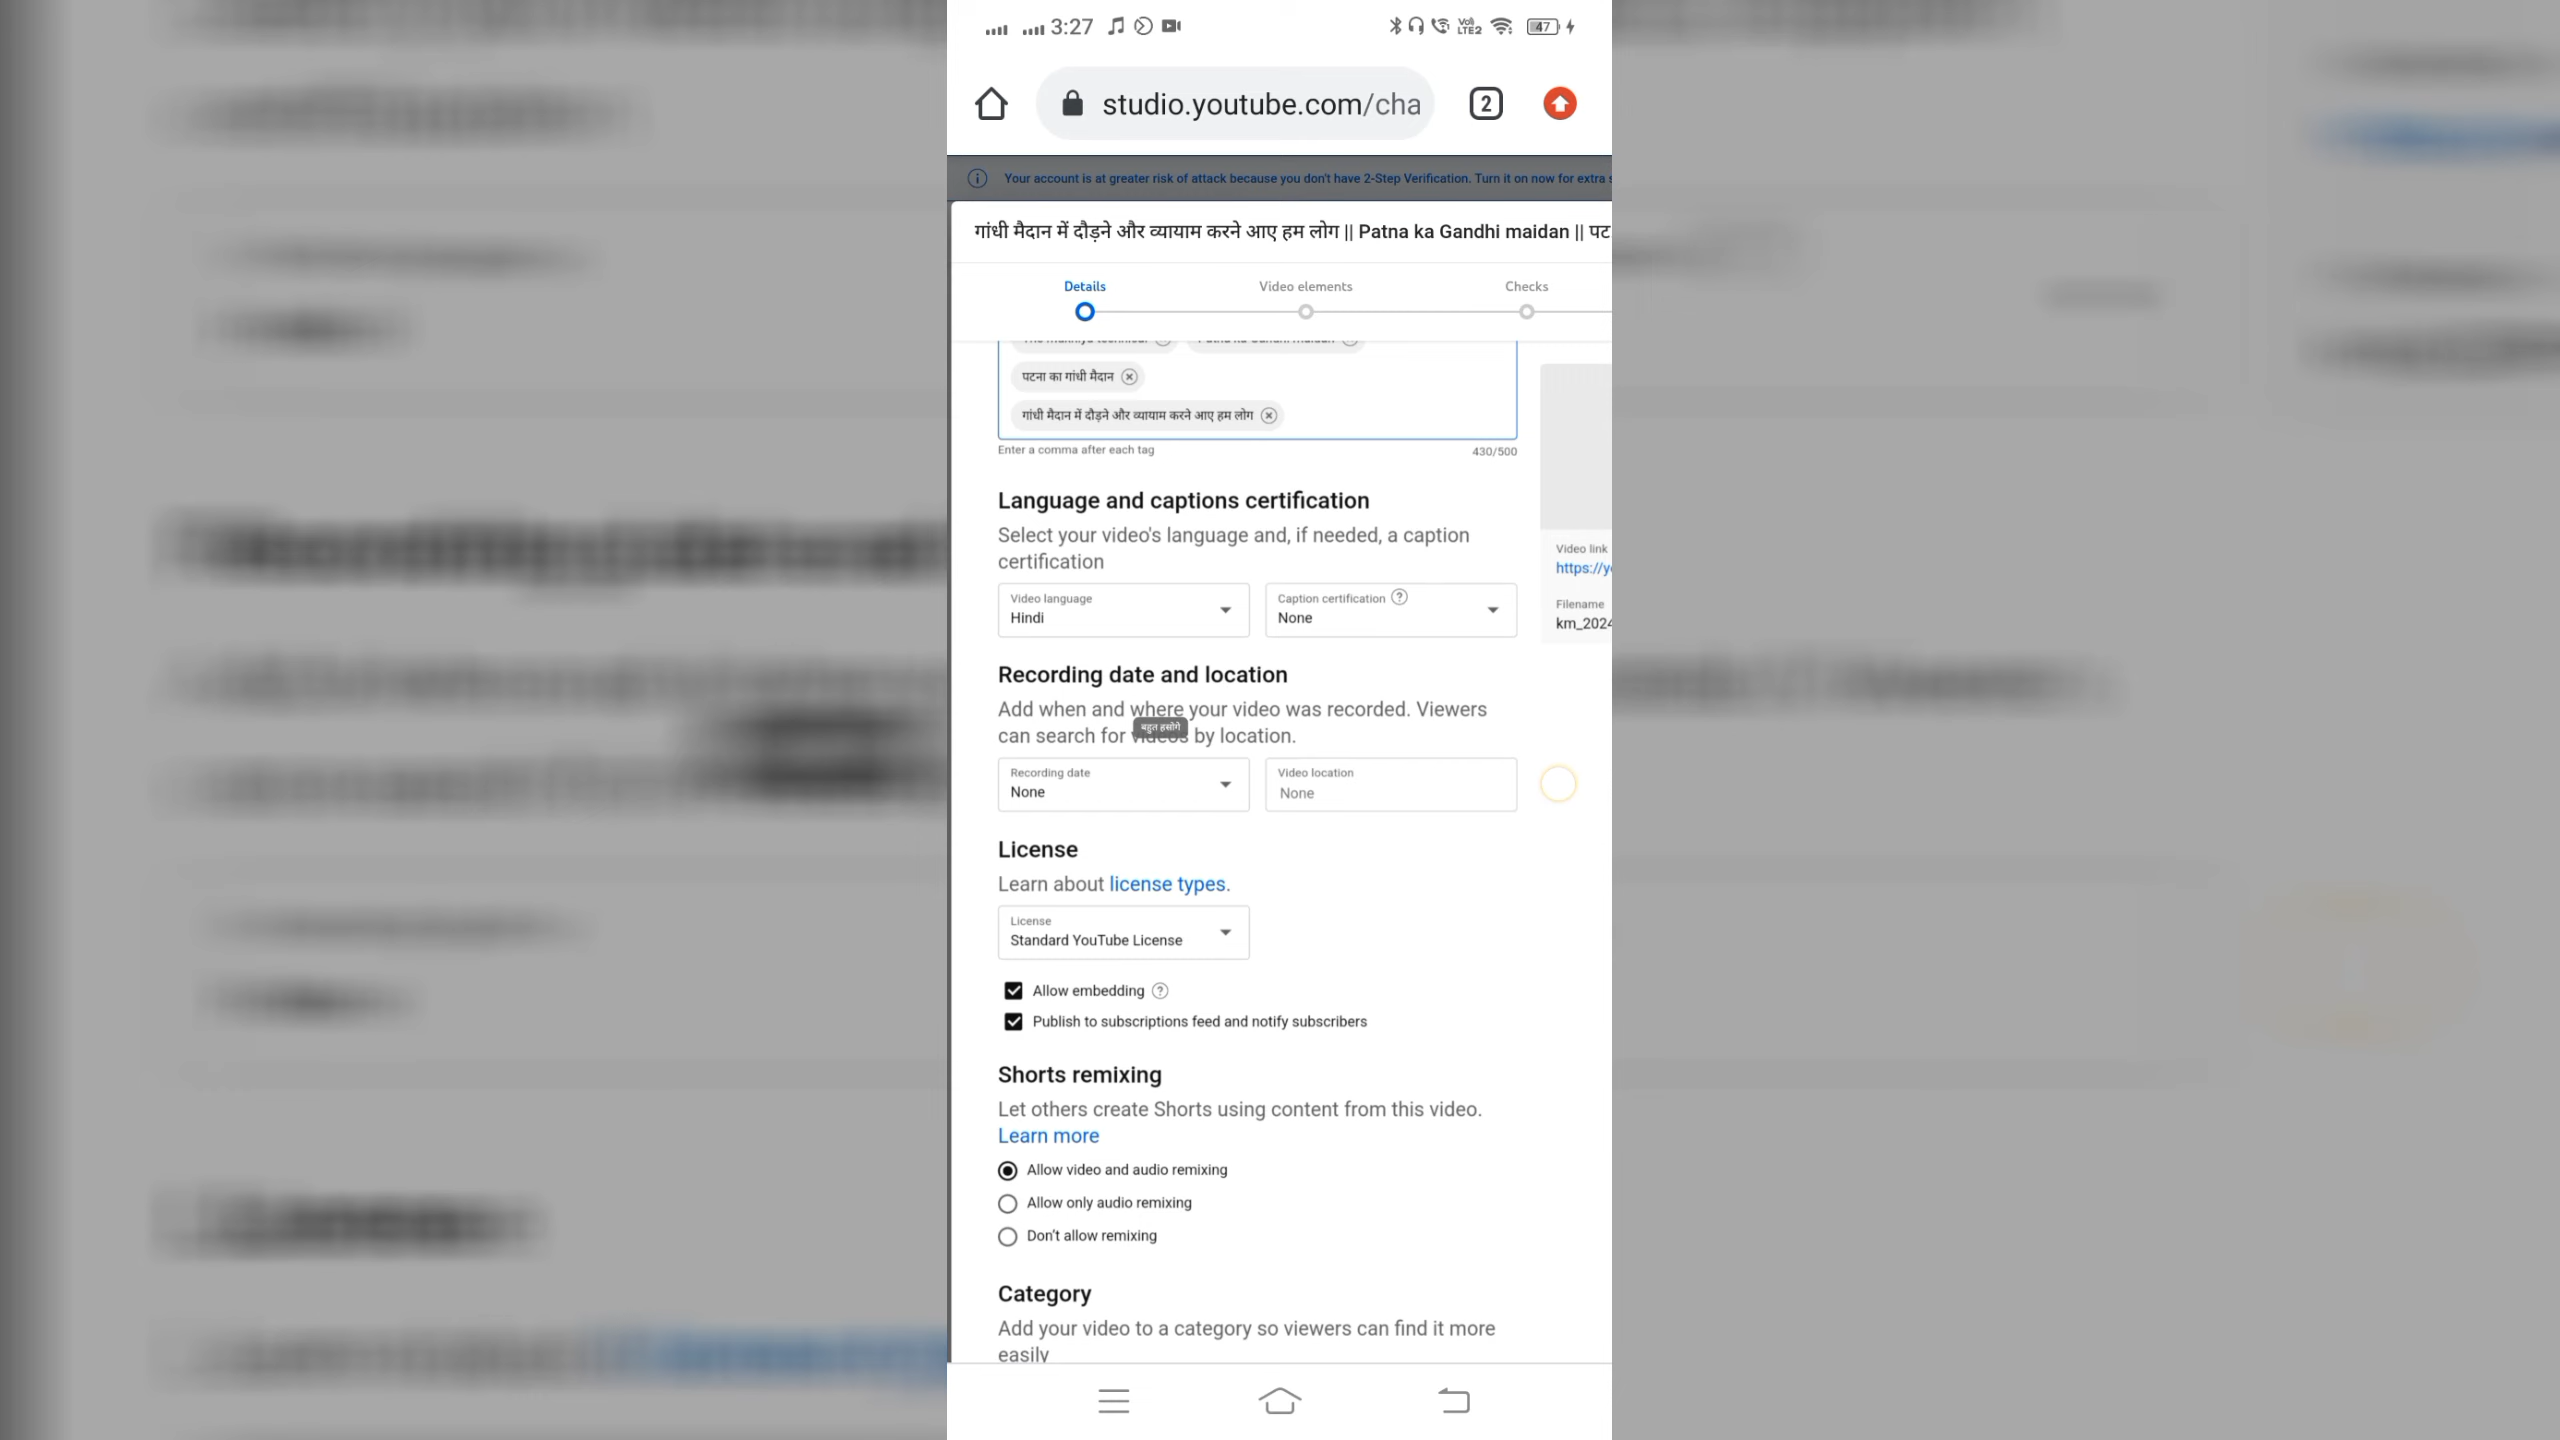 3:27
VoI) LTE2
47
studio.youtube.com/cha
2
Your account is at greater risk of attack because you don't have 2-Step Verification. Turn it on now for extra s
गांधी मैदान में दौड़ने और व्यायाम करने आए हम लोग || Patna ka Gandhi maidan || पट
Details
Video elements
Checks
पटना का गांधी मैदान
गांधी मैदान में दौड़ने और व्यायाम करने आए हम लोग
Enter a comma after each tag
430/500
Language and captions certification
Select your video's language and, if needed, a caption
certification
Video link
https://y
Video language
Hindi
Caption certification
None
Filename
km_2024
Recording date and location
Add when and where your video was recorded. Viewers
can search for videos by location.
बहुत हसोगे
Recording date
None
Video location
None
License
Learn about license types.
License
Standard YouTube License
Allow embedding
Publish to subscriptions feed and notify subscribers
Shorts remixing
Let others create Shorts using content from this video.
Learn more
Allow video and audio remixing
Allow only audio remixing
Don't allow remixing
Category
Add your video to a category so viewers can find it more
easily